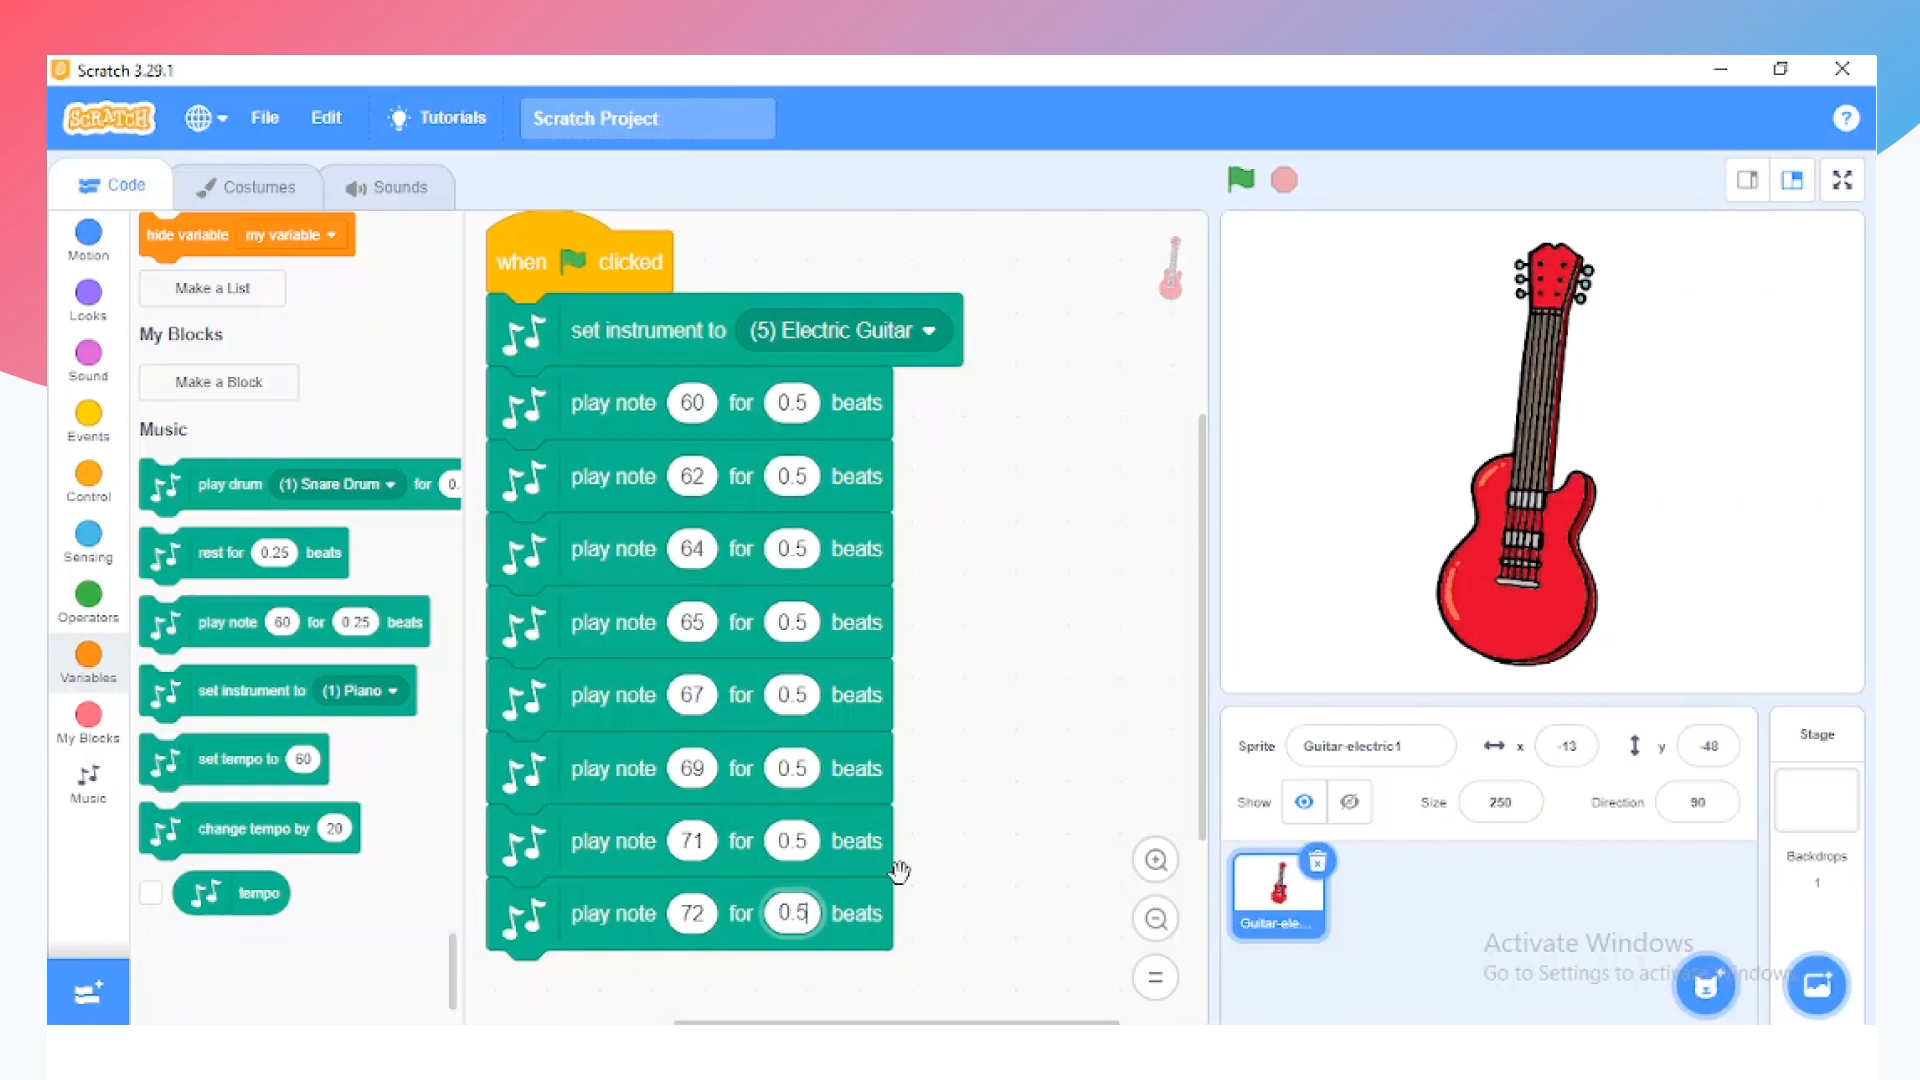 Scratch 3.29.1
SCRATCH File Edit Tutorials Scratch Project ?
Code Costumes Sounds
Motion
Looks
Sound
Events
Control
Sensing
Operators
Variables
My Blocks
Music
hide variable my variable
Make a List
My Blocks
Make a Block
Music
play drum (1) Snare Drum for 0.
rest for 0.25 beats
play note 60 for 0.25 beats
set instrument to (1) Piano
set tempo to 60
change tempo by 20
tempo
when clicked
set instrument to (5) Electric Guitar
play note 60 for 0.5 beats
play note 62 for 0.5 beats
play note 64 for 0.5 beats
play note 65 for 0.5 beats
play note 67 for 0.5 beats
play note 69 for 0.5 beats
play note 71 for 0.5 beats
play note 72 for 0.5 beats
Sprite Guitar-electric1 x -13 y -48
Show Size 250 Direction 90
Guitar-ele...
Stage
Backdrops
1
Activate Windows
Go to Settings to activate Windows